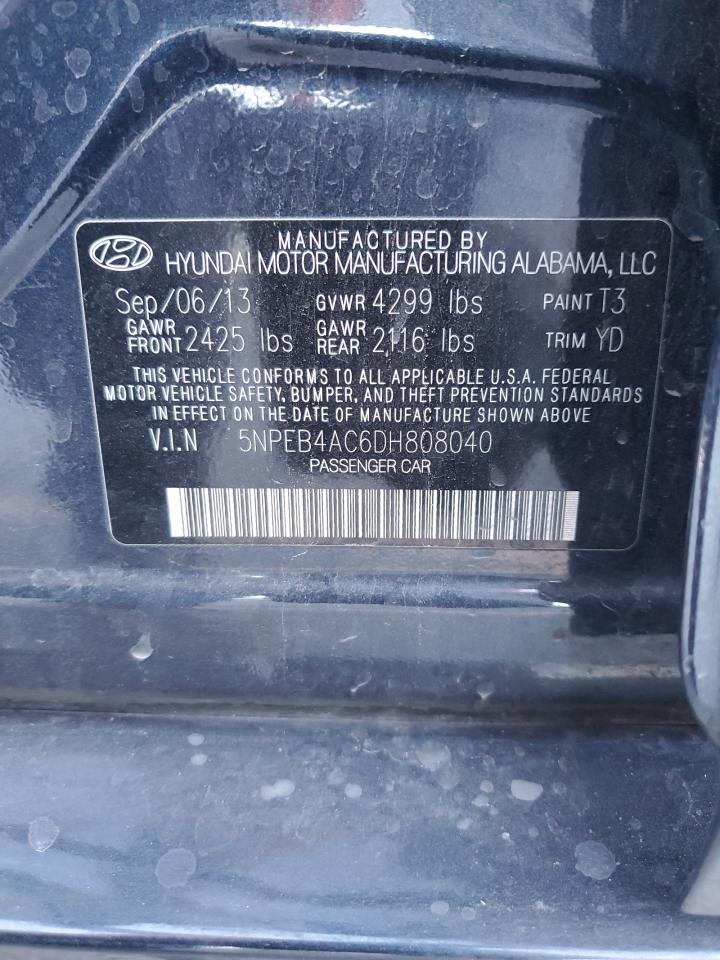 MANUFACTURED BY
HYUNDAI MOTOR MANUFACTURING ALABAMA, LLC
Sep/06/13 GVWR 4299 lbs PAINT T3
GAWR FRONT 2425 lbs GAWR REAR 2116 lbs TRIM YD
THIS VEHICLE CONFORMS TO ALL APPLICABLE U.S.A. FEDERAL
MOTOR VEHICLE SAFETY, BUMPER, AND THEFT PREVENTION STANDARDS
IN EFFECT ON THE DATE OF MANUFACTURE SHOWN ABOVE
V.I.N 5NPEB4AC6DH808040
PASSENGER CAR